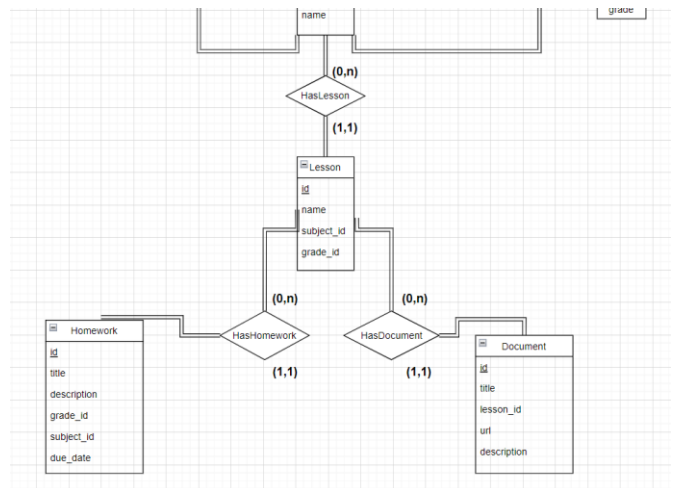 name
grade
(0,n)
HasLesson
(1,1)
Lesson
id
name
subject_id
grade_id
(0,n)
(0,n)
HasHomework
HasDocument
(1,1)
(1,1)
Homework
id
title
description
grade_id
subject_id
due_date
Document
id
title
lesson_id
url
description